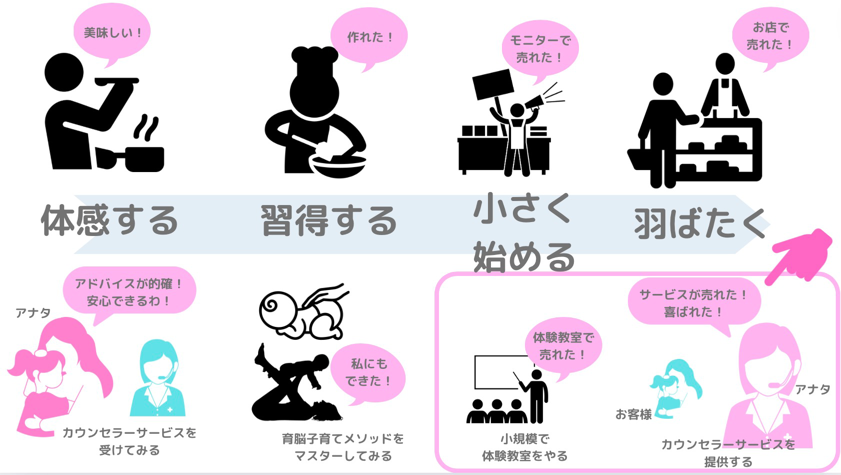 美味しい！
作れた！
モニターで
売れた！
お店で
売れた！
体感する
習得する
小さく
始める
羽ばたく
アドバイスが的確！
安心できるわ！
アナタ
カウンセラーサービスを
受けてみる
私にも
できた！
育脳子育てメソッドを
マスターしてみる
体験教室で
売れた！
小規模で
体験教室をやる
サービスが売れた！
喜ばれた！
アナタ
お客様
カウンセラーサービスを
提供する